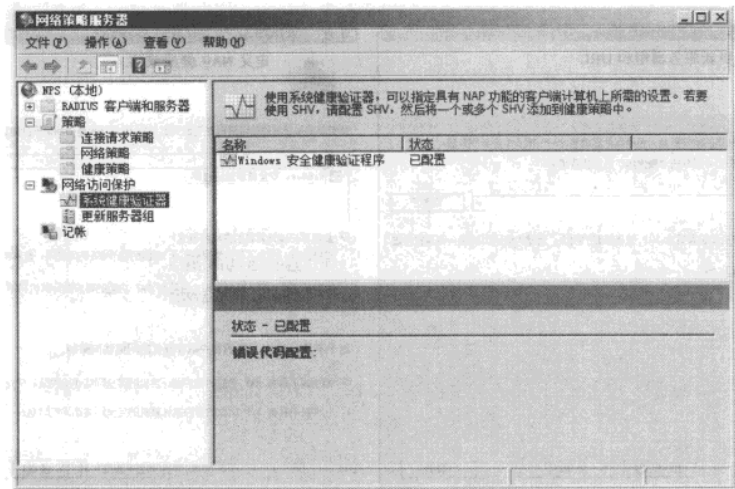 网络策略服务器
文件(F) 操作(A) 查看(V) 帮助(H)
NPS (本地)
RADIUS 客户端和服务器
策略
连接请求策略
网络策略
健康策略
网络访问保护
系统健康验证器
更新服务器组
记帐
使用系统健康验证器,可以指定具有 NAP 功能的客户端计算机上所需的设置。若要
使用 SHV,请配置 SHV,然后将一个或多个 SHV 添加到健康策略中。
名称 状态
Windows 安全健康验证程序 已配置
状态 - 已配置
错误代码配置: